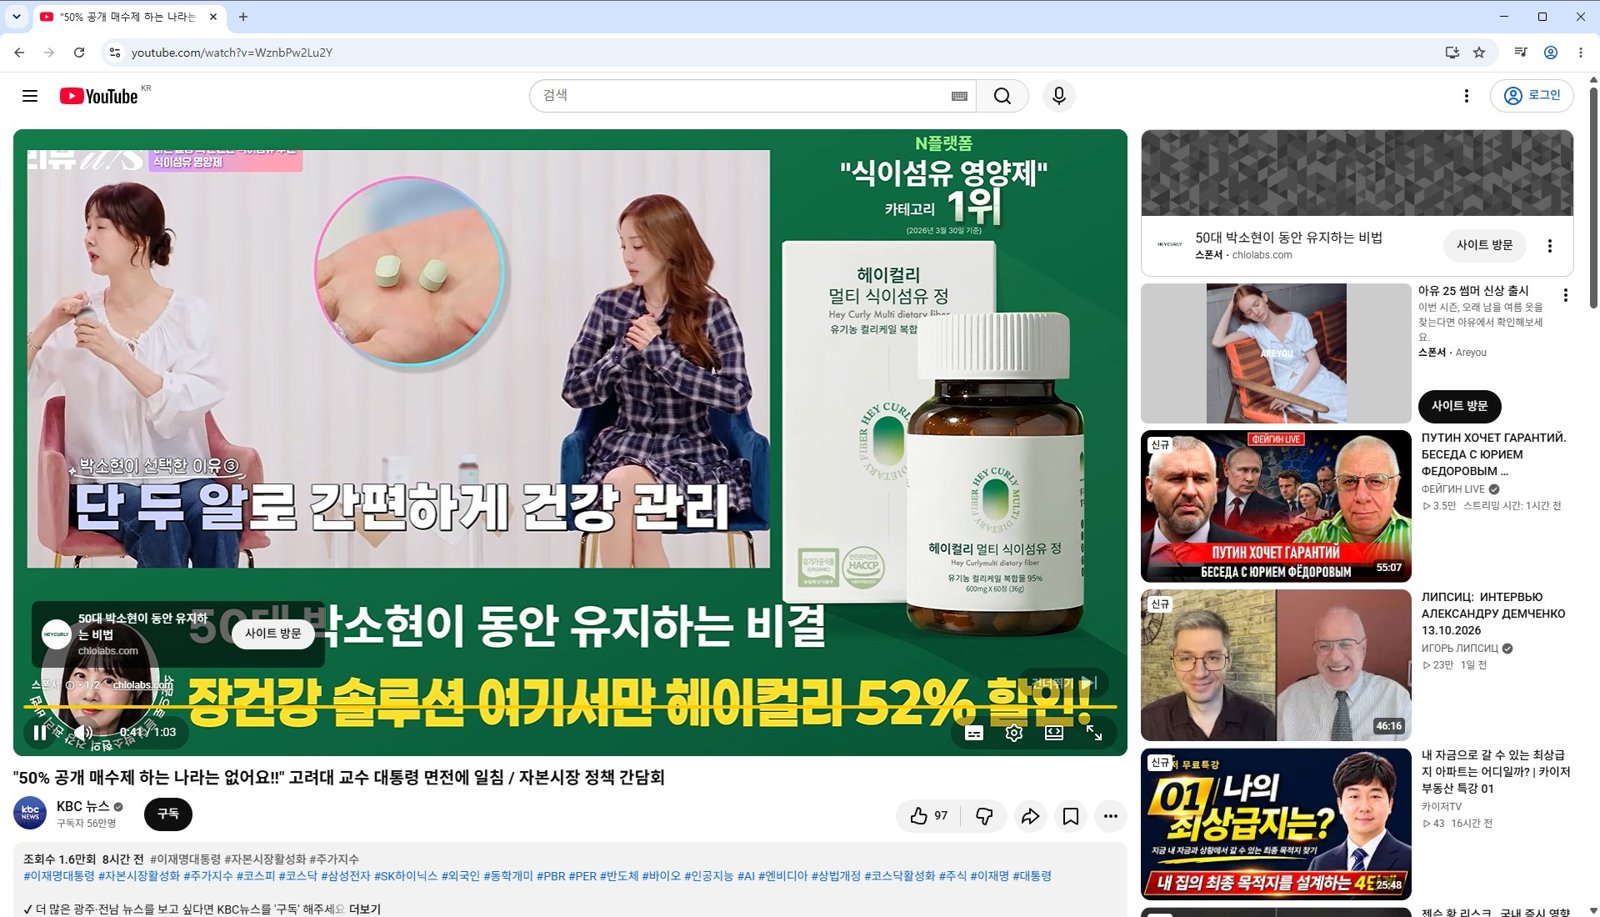 "50% 공개 매수제 하는 나라는
youtube.com/watch?v=WznbPw2Lu2Y
YouTube KR
검색
로그인
식이섬유 영양제
박소현이 선택한 이유③
단 두 알로 간편하게 건강 관리
N플랫폼
"식이섬유 영양제"
카테고리 1위
(2026년 3월 30일 기준)
헤이컬리
멀티 식이섬유 정
Hey Curly Multi dietary fiber
유기농 컬리케일 복합
HEY CURLY
DIETARY FIBER
유기가공식품
(ORGANIC)
HACCP
HEY CURLY MULTI DIETARY FIBER
헤이컬리 멀티 식이섬유 정
Hey Curlymulti dietary fiber
유기농 컬리케일 복합물 95%
600mg X 60정 (36g)
50대 박소현이 동안 유지하는 비결
장건강 솔루션 여기서만 헤이컬리 52% 할인!
HEYCURLY
50대 박소현이 동안 유지하
는 비법
chlolabs.com
사이트 방문
스폰서 · 1/2 · chlolabs.com
건너뛰기
0:41 / 1:03
"50% 공개 매수제 하는 나라는 없어요!!" 고려대 교수 대통령 면전에 일침 / 자본시장 정책 간담회
kbc NEWS
KBC 뉴스
구독자 56만명
구독
97
조회수 1.6만회 8시간 전 #이재명대통령 #자본시장활성화 #주가지수
#이재명대통령 #자본시장활성화 #주가지수 #코스피 #코스닥 #삼성전자 #SK하이닉스 #외국인 #동학개미 #PBR #PER #반도체 #바이오 #인공지능 #AI #엔비디아 #상법개정 #코스닥활성화 #주식 #이재명 #대통령
✓ 더 많은 광주·전남 뉴스를 보고 싶다면 KBC뉴스를 '구독' 해주세요 더보기
HEYCURLY
50대 박소현이 동안 유지하는 비법
스폰서 · chlolabs.com
사이트 방문
AREYOU
아유 25 썸머 신상 출시
이번 시즌, 오래 남을 여름 옷을
찾는다면 아유에서 확인해보세
요.
스폰서 · Areyou
사이트 방문
신규
ФЕЙГИН LIVE
ПУТИН ХОЧЕТ ГАРАНТИЙ
БЕСЕДА С ЮРИЕМ ФЁДОРОВЫМ
55:07
ПУТИН ХОЧЕТ ГАРАНТИЙ.
БЕСЕДА С ЮРИЕМ
ФЕДОРОВЫМ ...
ФЕЙГИН LIVE
3.5만 스트리밍 시간: 1시간 전
신규
46:16
ЛИПСИЦ: ИНТЕРВЬЮ
АЛЕКСАНДРУ ДЕМЧЕНКО
13.10.2026
ИГОРЬ ЛИПСИЦ
23만 1일 전
신규
무료특강
01 나의
최상급지는?
지금 내 자금과 상황에서 갈 수 있는 최종 목적지 찾기
내 집의 최종 목적지를 설계하는 4단
25:48
내 자금으로 갈 수 있는 최상급
지 아파트는 어디일까? | 카이저
부동산 특강 01
카이저TV
43 16시간 전